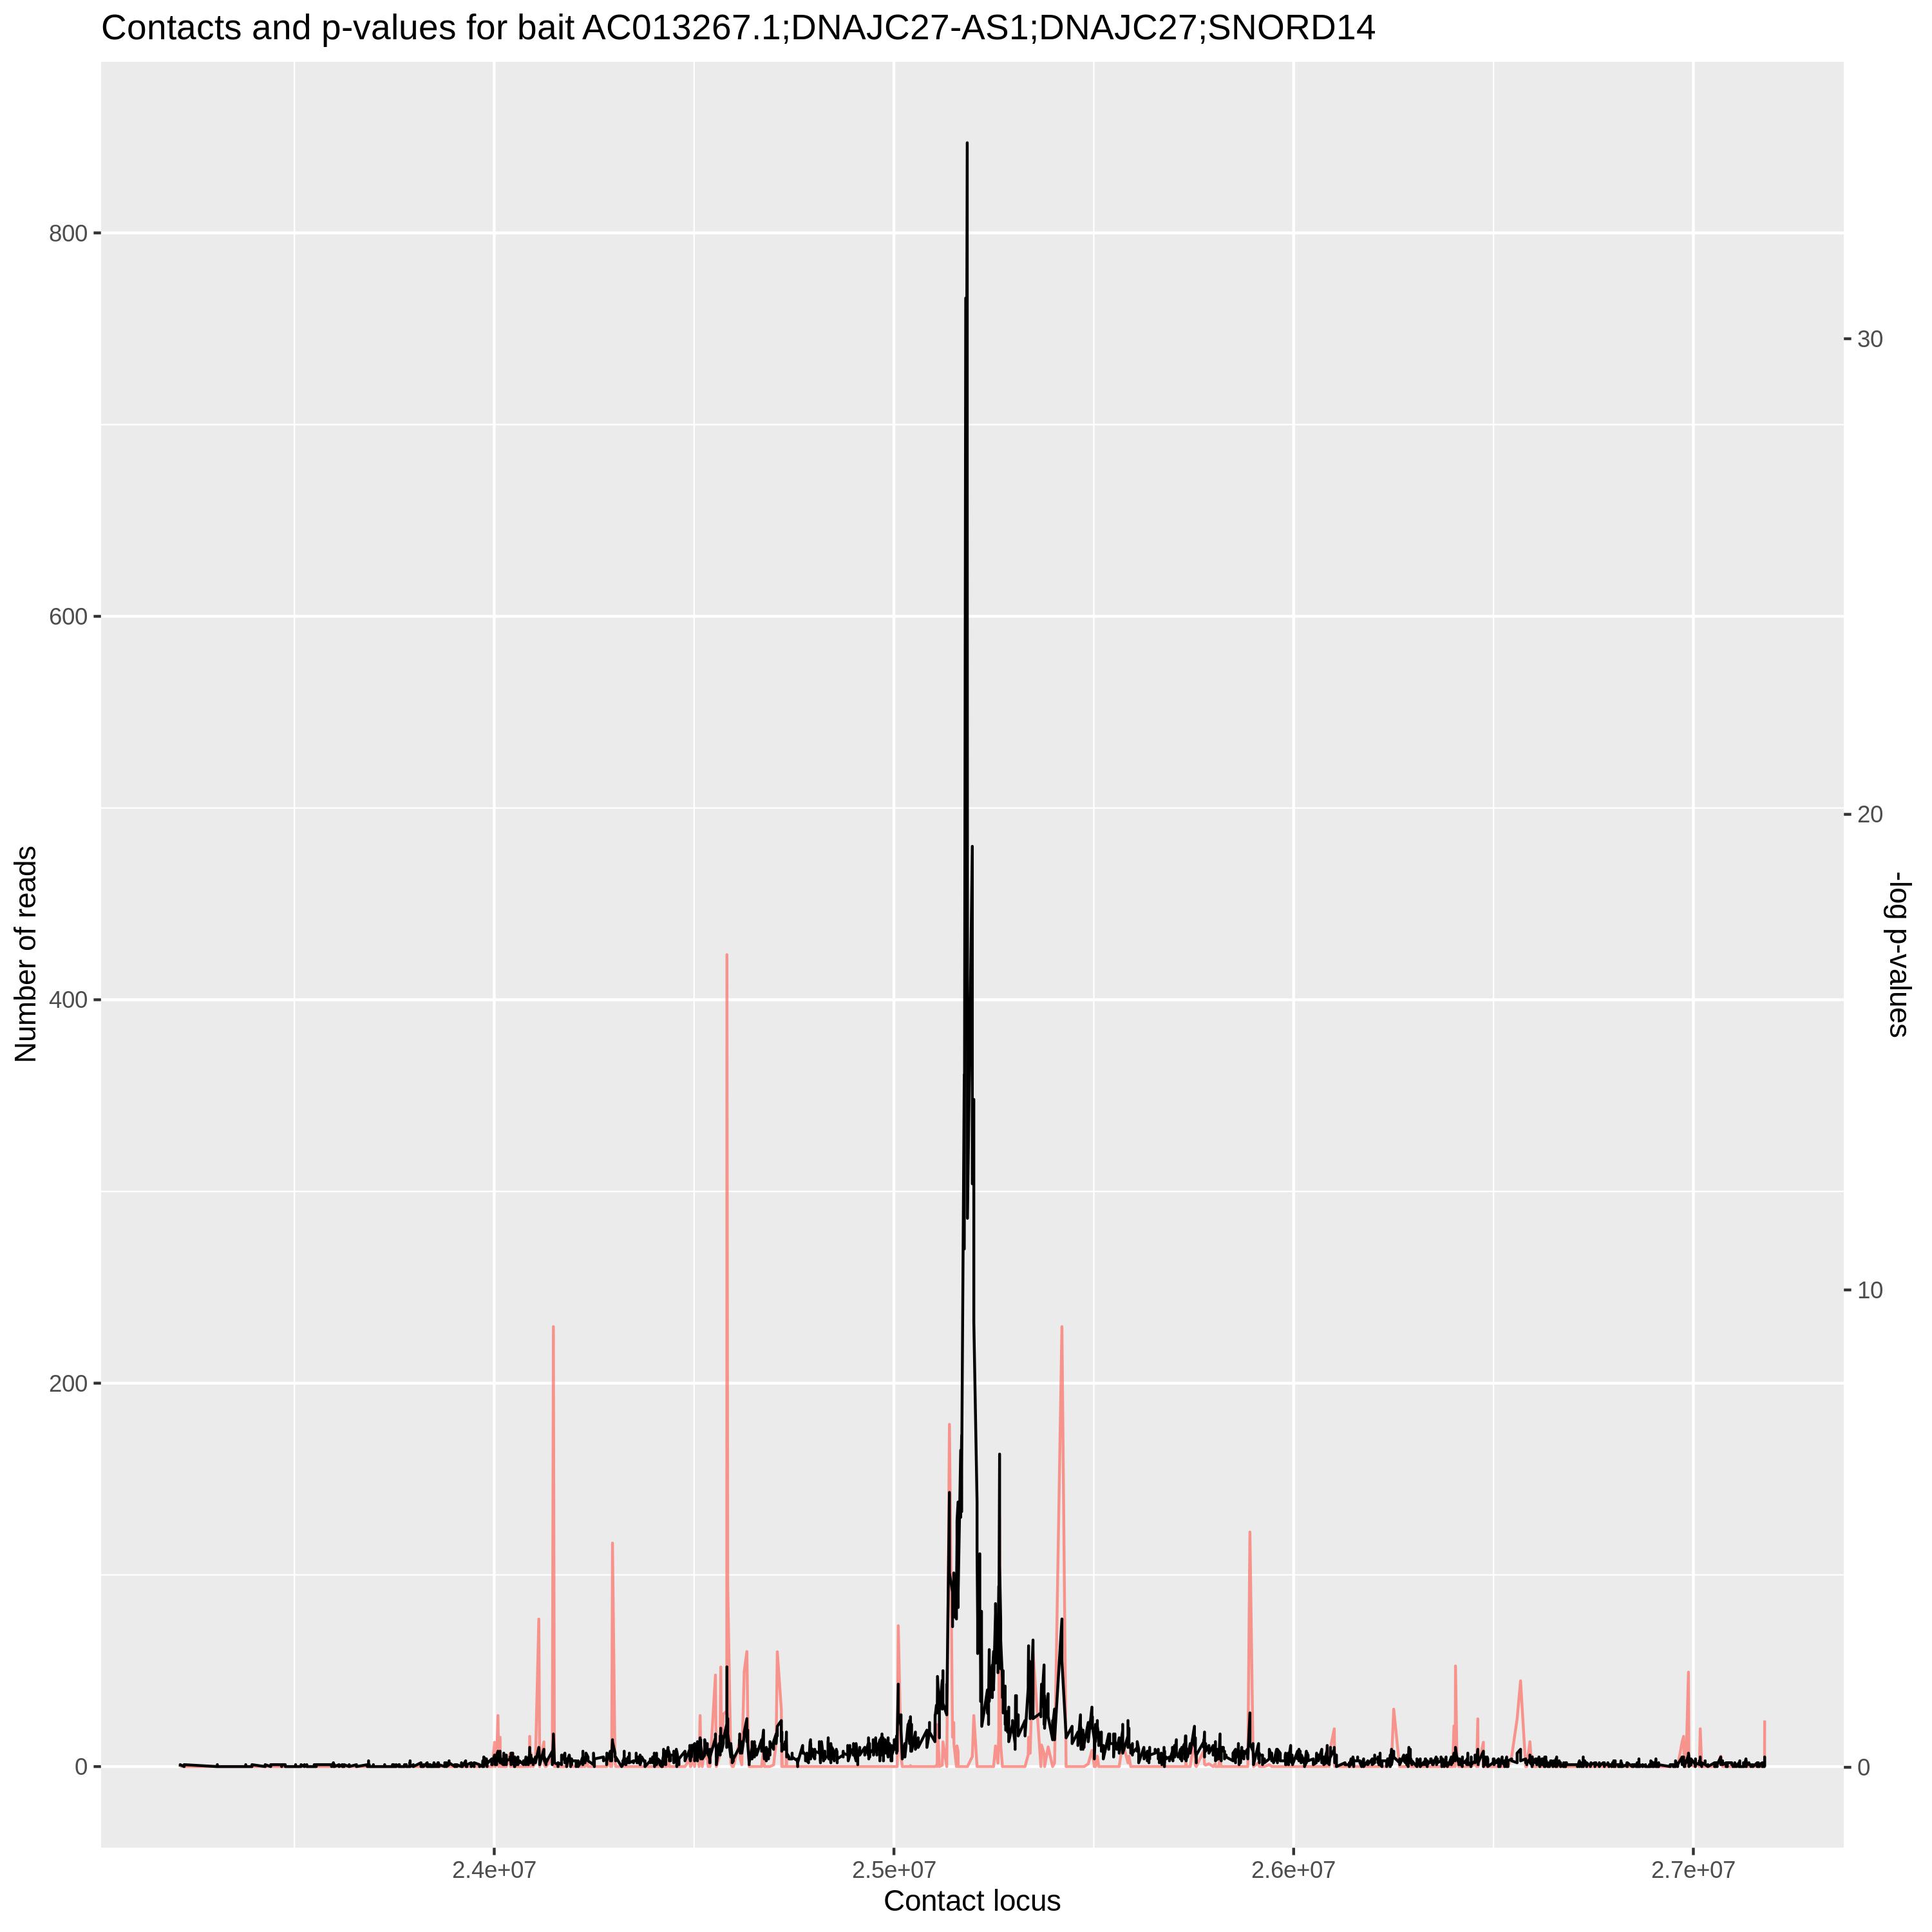 Contacts and p-values for bait AC013267.1;DNAJC27-AS1;DNAJC27;SNORD14
800
600
400
200
0
Number of reads
30
20
10
0
-log p-values
2.4e+07
2.5e+07
2.6e+07
2.7e+07
Contact locus